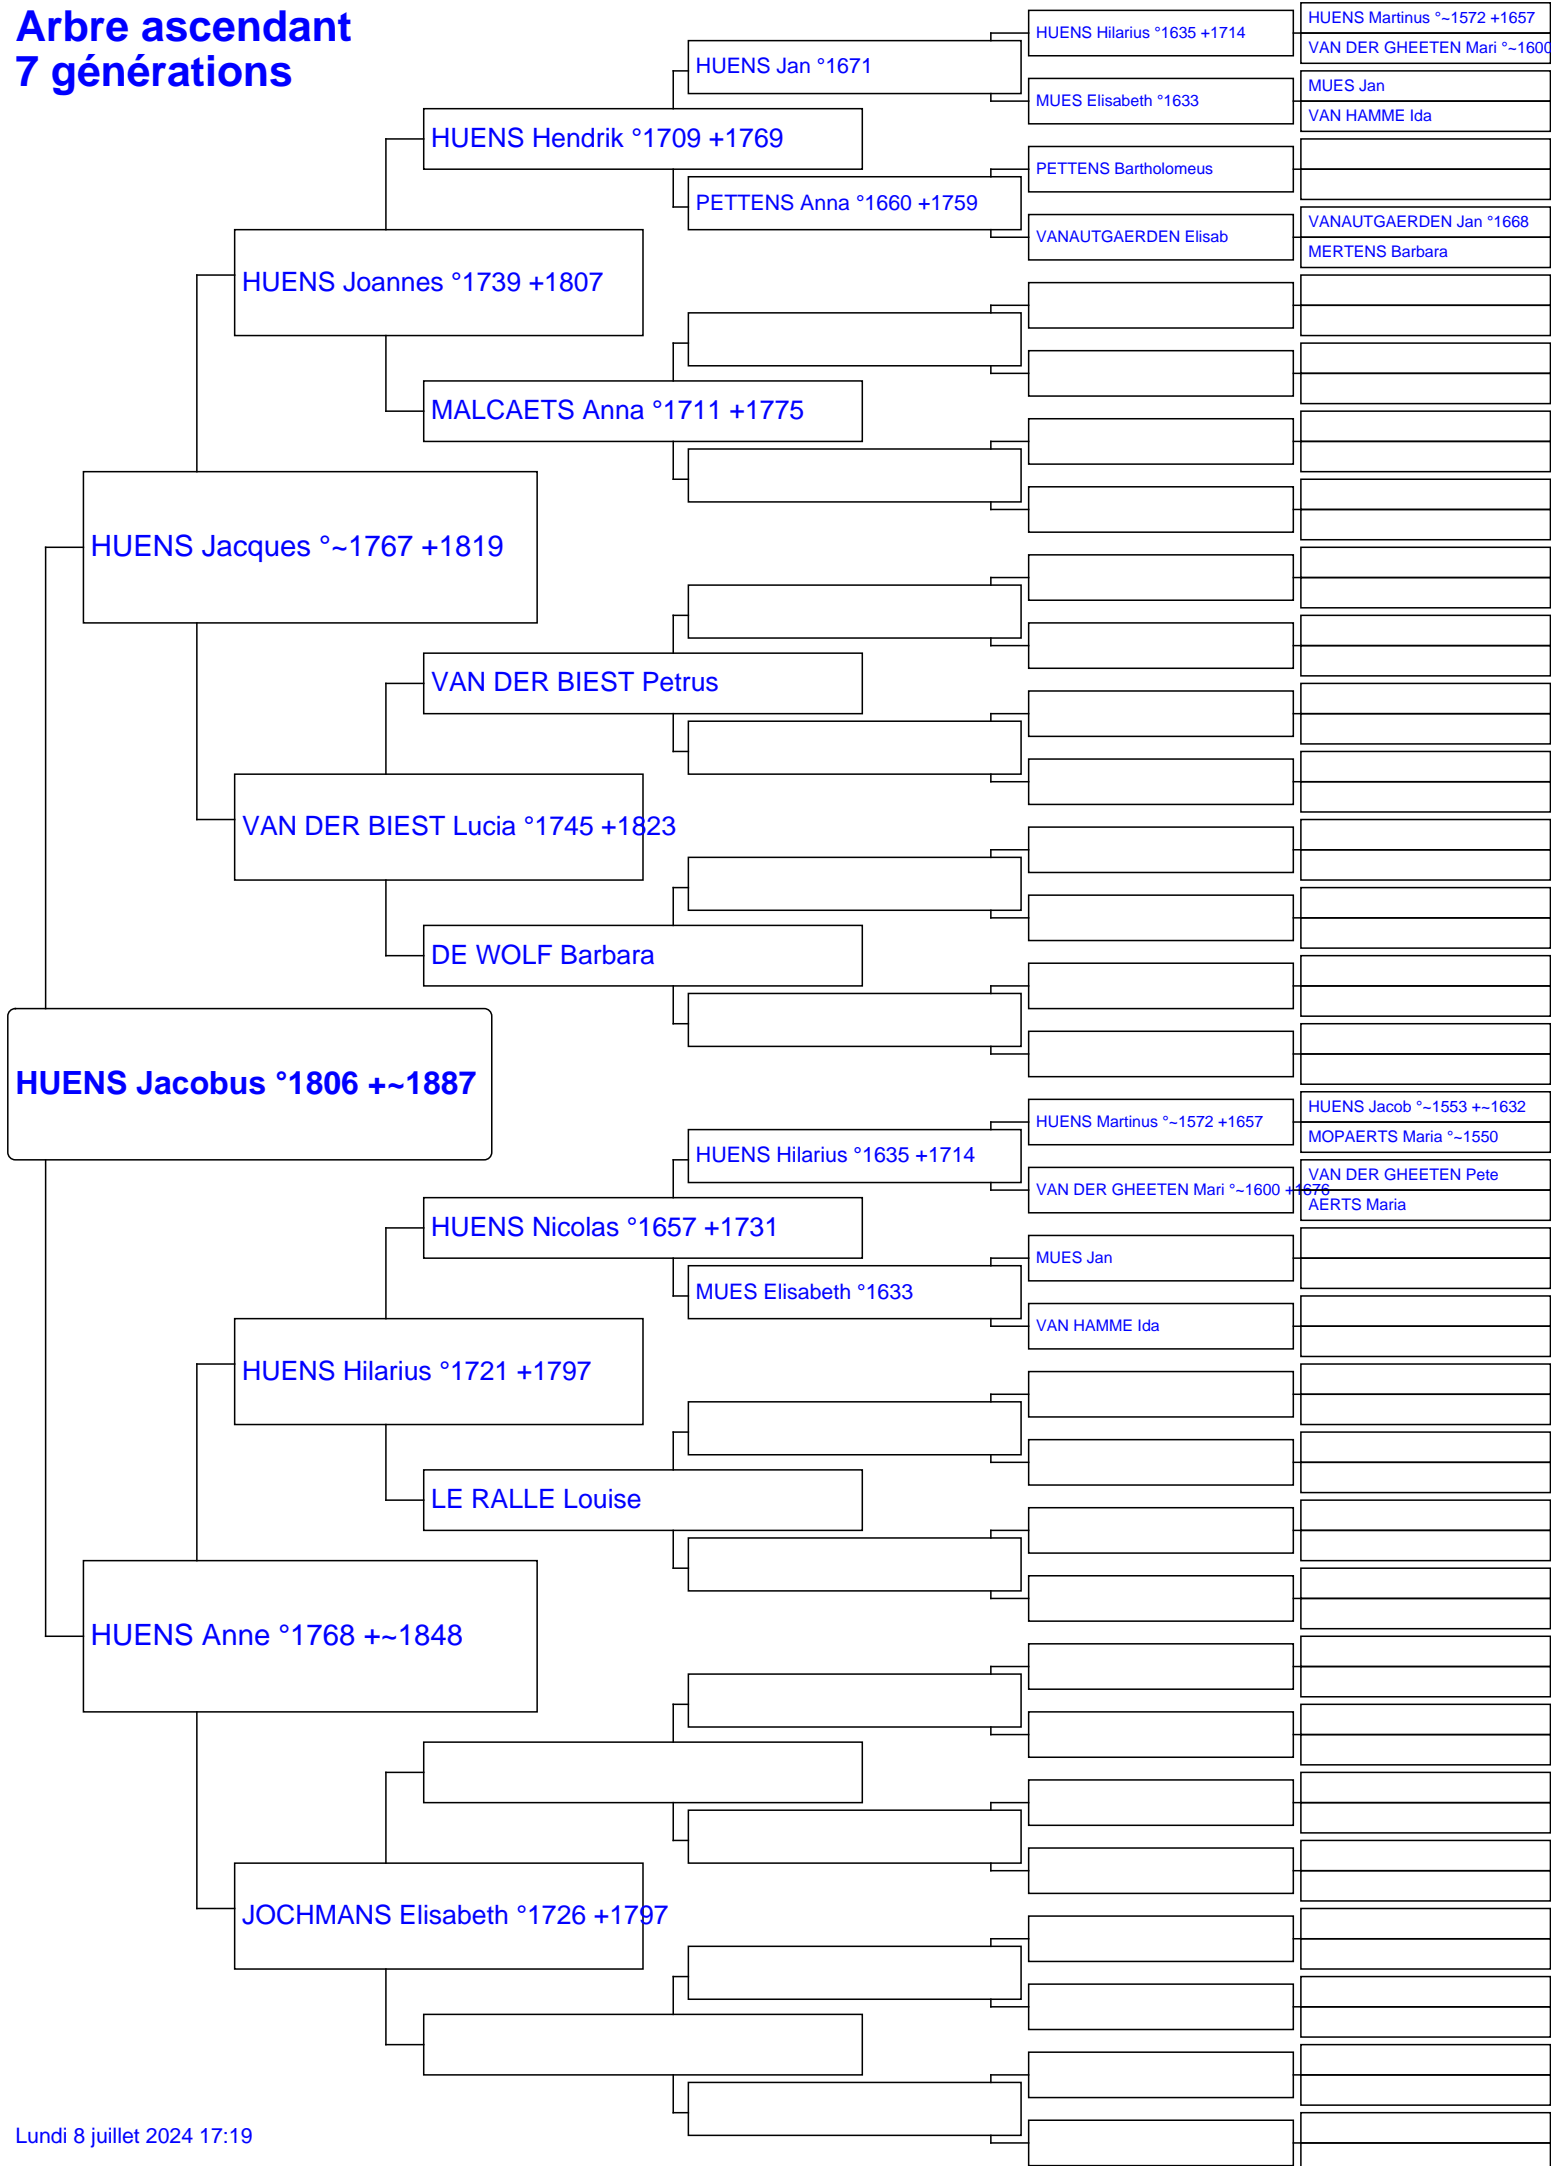 Arbre ascendant
7 générations
HUENS Hilarius °1635 +1714
HUENS Martinus °~1572 +1657
VAN DER GHEETEN Mari °~1600
HUENS Jan °1671
MUES Elisabeth °1633
MUES Jan
VAN HAMME Ida
HUENS Hendrik °1709 +1769
PETTENS Bartholomeus
PETTENS Anna °1660 +1759
VANAUTGAERDEN Elisab
VANAUTGAERDEN Jan °1668
MERTENS Barbara
HUENS Joannes °1739 +1807
MALCAETS Anna °1711 +1775
HUENS Jacques °~1767 +1819
VAN DER BIEST Petrus
VAN DER BIEST Lucia °1745 +1823
DE WOLF Barbara
HUENS Jacobus °1806 +~1887
HUENS Martinus °~1572 +1657
HUENS Jacob °~1553 +~1632
MOPAERTS Maria °~1550
HUENS Hilarius °1635 +1714
VAN DER GHEETEN Mari °~1600 +1676
VAN DER GHEETEN Pete
AERTS Maria
HUENS Nicolas °1657 +1731
MUES Jan
MUES Elisabeth °1633
VAN HAMME Ida
HUENS Hilarius °1721 +1797
LE RALLE Louise
HUENS Anne °1768 +~1848
JOCHMANS Elisabeth °1726 +1797
Lundi 8 juillet 2024 17:19